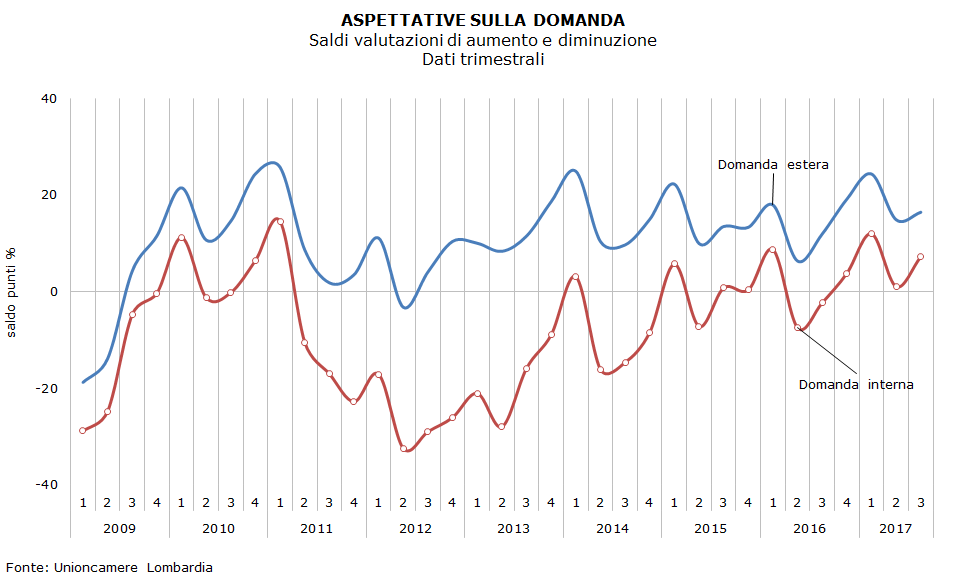 ASPETTATIVE SULLA DOMANDA
Saldi valutazioni di aumento e diminuzione
Dati trimestrali
saldo punti %
40
20
0
-20
-40
Domanda estera
Domanda interna
1 2 3 4 1 2 3 4 1 2 3 4 1 2 3 4 1 2 3 4 1 2 3 4 1 2 3 4 1 2 3 4 1 2 3
2009 2010 2011 2012 2013 2014 2015 2016 2017
Fonte: Unioncamere Lombardia